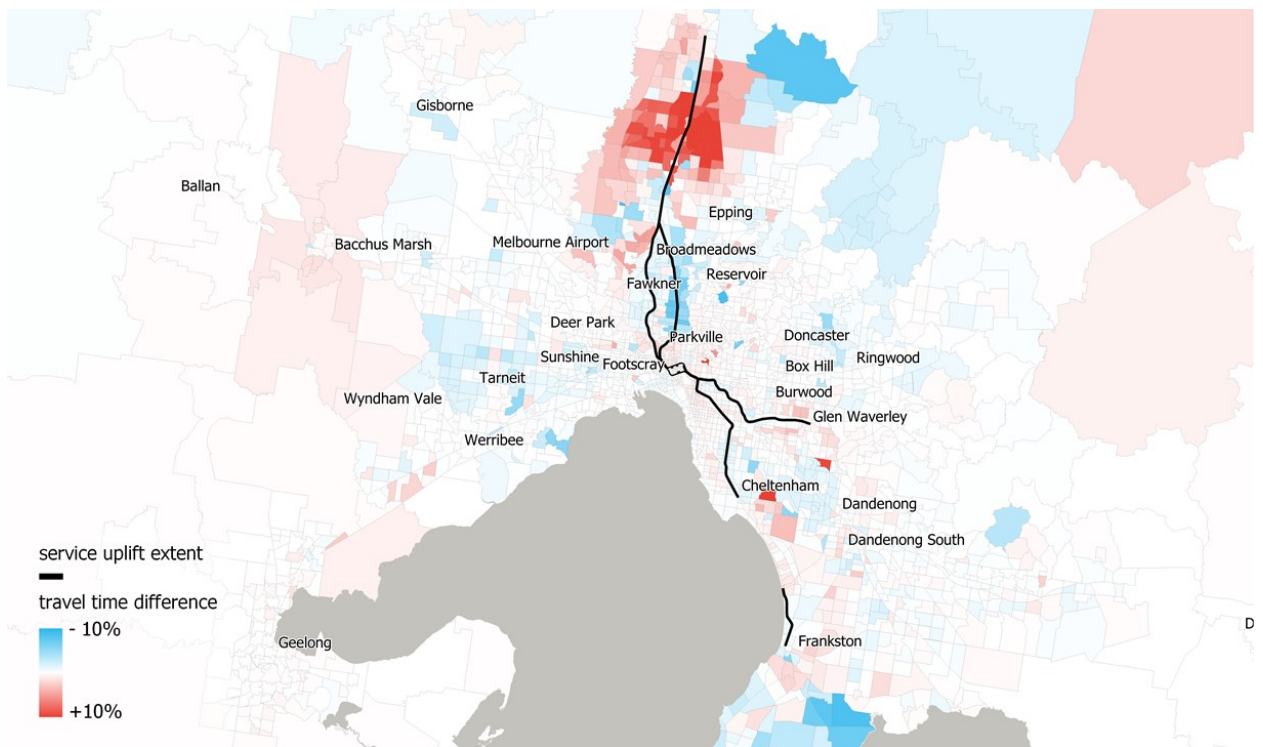 Gisborne
Ballan
Epping
Bacchus Marsh
Melbourne Airport
Broadmeadows
Reservoir
Fawkner
Deer Park
Parkville
Doncaster
Sunshine
Footscray
Box Hill
Ringwood
Tarneit
Burwood
Wyndham Vale
Glen Waverley
Werribee
Cheltenham
Dandenong
Dandenong South
service uplift extent
travel time difference
- 10%
+10%
Geelong
Frankston
D